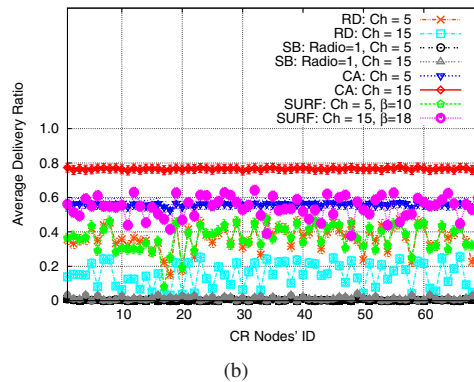 RD: Ch = 5
RD: Ch = 15
SB: Radio=1, Ch = 5
SB: Radio=1, Ch = 15
CA: Ch = 5
CA: Ch = 15
SURF: Ch = 5, β=10
SURF: Ch = 15, β=18
Average Delivery Ratio
1.0
0.8
0.6
0.4
0.2
0
10 20 30 40 50 60
CR Nodes' ID
(b)